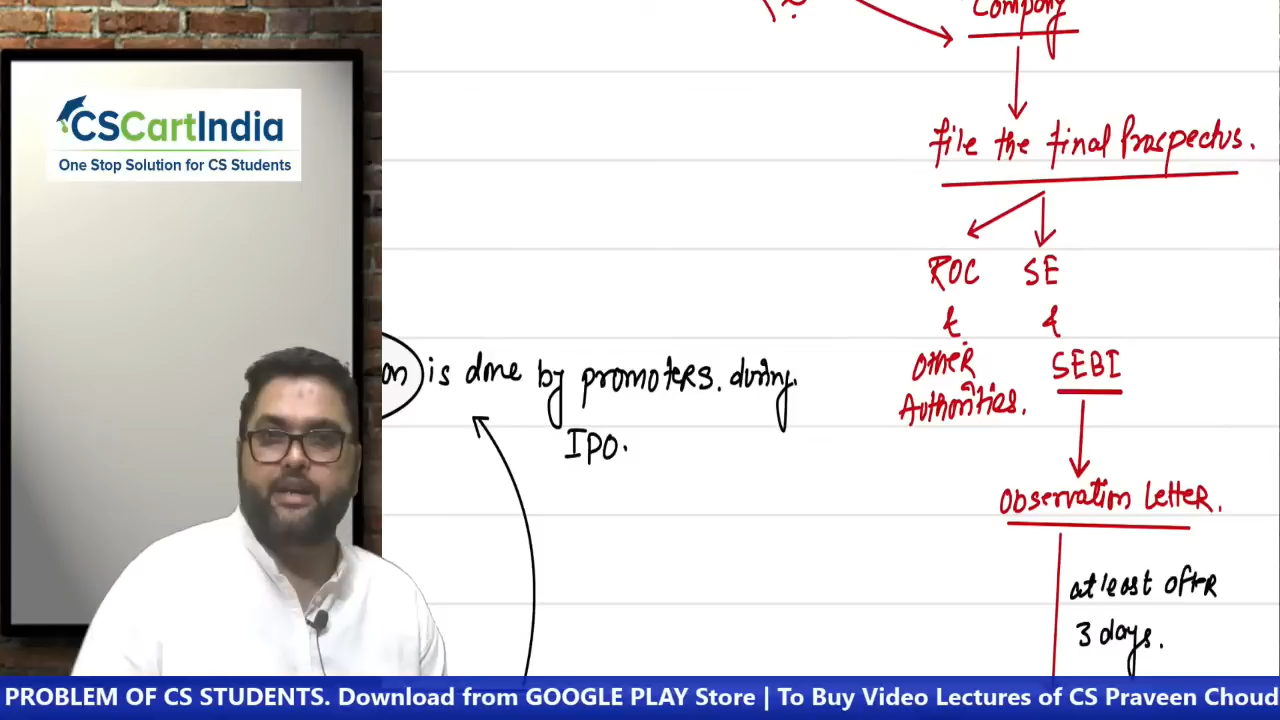 CSCartIndia
One Stop Solution for CS Students
Company
file the final Prospectus.
ROC SE
& &
other SEBI
Authorities.
on is done by promoters. during
IPO.
Observation Letter.
atleast after
3 days.
PROBLEM OF CS STUDENTS. Download from GOOGLE PLAY Store | To Buy Video Lectures of CS Praveen Choud